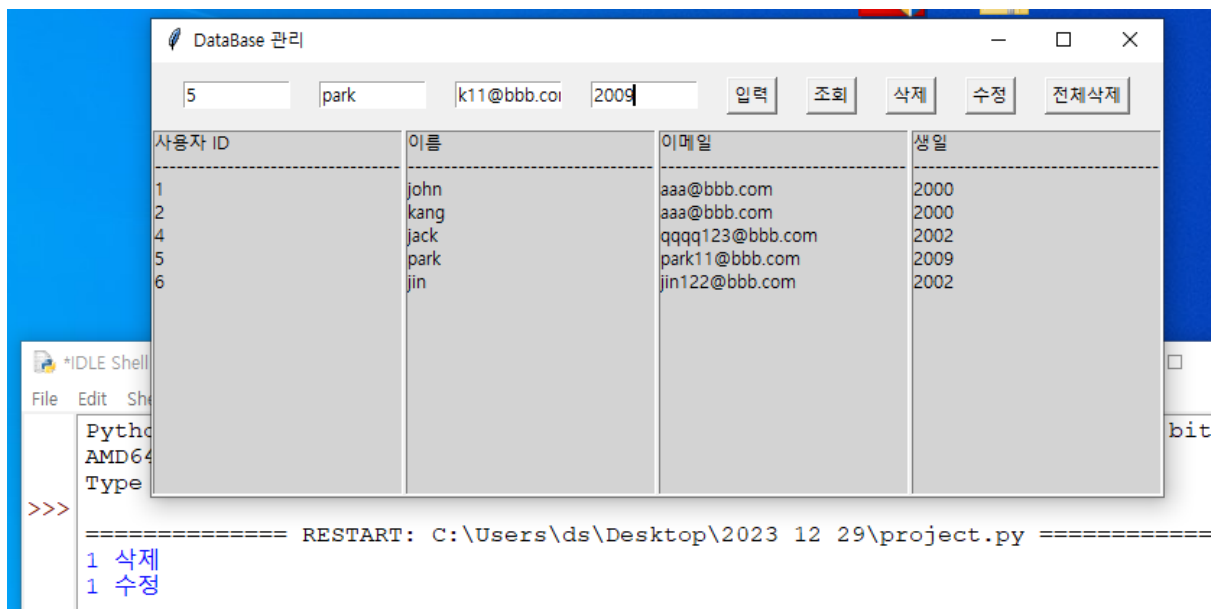 DataBase 관리
5 park k11@bbb.co 2009 입력 조회 삭제 수정 전체삭제
사용자 ID 이름 이메일 생일
1 john aaa@bbb.com 2000
2 kang aaa@bbb.com 2000
4 jack qqqq123@bbb.com 2002
5 park park11@bbb.com 2009
6 jin jin122@bbb.com 2002
*IDLE Shell
File Edit
bit
AMD64
Type
>>>
============== RESTART: C:\Users\ds\Desktop\2023 12 29\project.py ============
1 삭제
1 수정